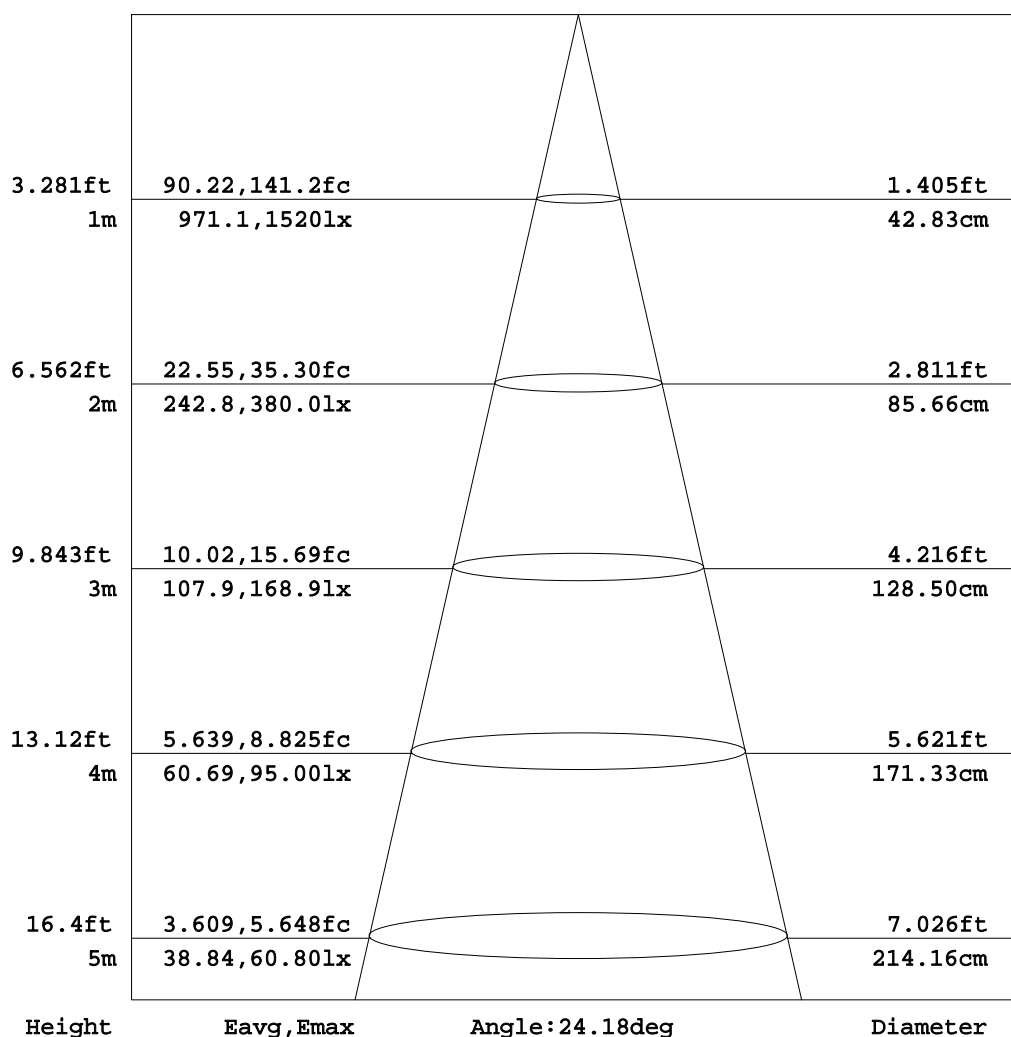 3.281ft 90.22,141.2fc 1.405ft
1m 971.1,1520lx 42.83cm
6.562ft 22.55,35.30fc 2.811ft
2m 242.8,380.0lx 85.66cm
9.843ft 10.02,15.69fc 4.216ft
3m 107.9,168.9lx 128.50cm
13.12ft 5.639,8.825fc 5.621ft
4m 60.69,95.00lx 171.33cm
16.4ft 3.609,5.648fc 7.026ft
5m 38.84,60.80lx 214.16cm
Height Eavg,Emax Angle:24.18deg Diameter